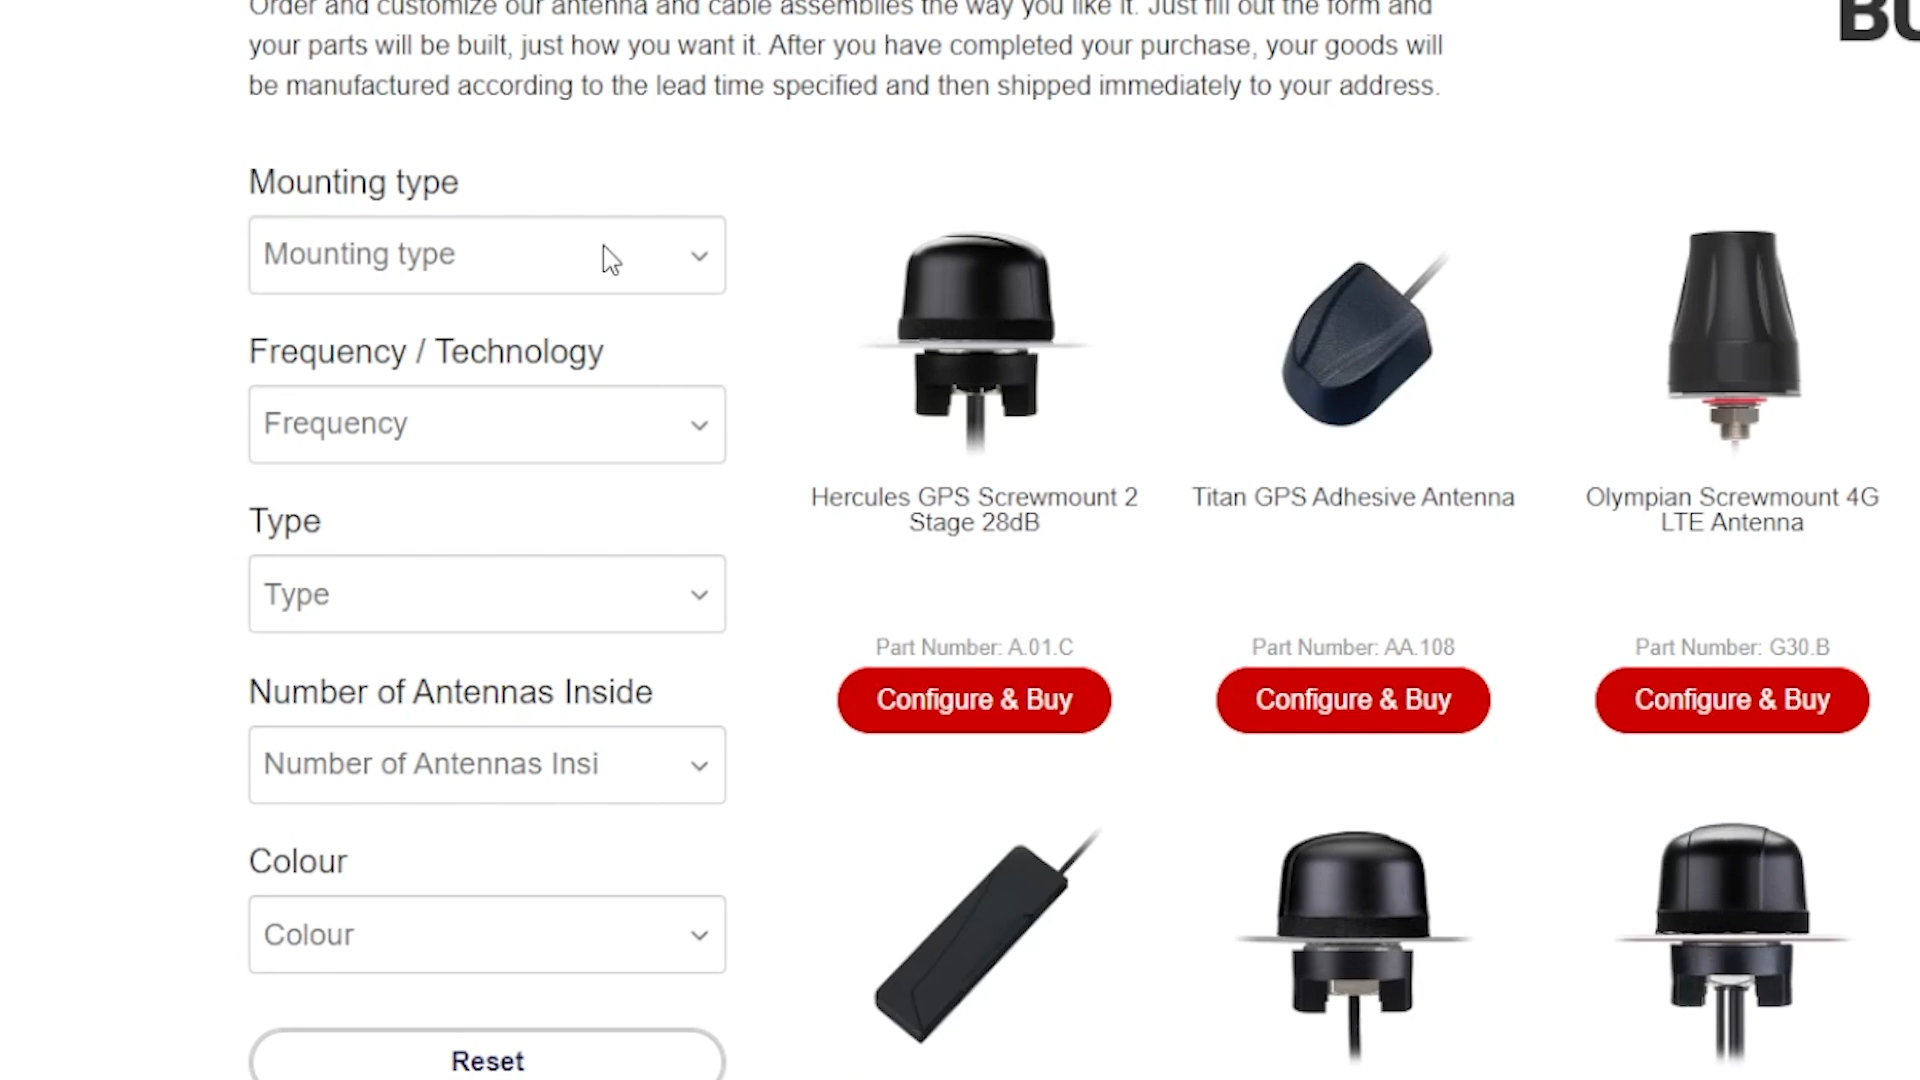 Order and customize our antenna and cable assemblies the way you like it. Just fill out the form and
your parts will be built, just how you want it. After you have completed your purchase, your goods will
be manufactured according to the lead time specified and then shipped immediately to your address.
Mounting type
Mounting type
Frequency / Technology
Frequency
Type
Type
Number of Antennas Inside
Number of Antennas Insi
Colour
Colour
Reset
Hercules GPS Screwmount 2
Stage 28dB
Part Number: A.01.C
Configure & Buy
Titan GPS Adhesive Antenna
Part Number: AA.108
Configure & Buy
Olympian Screwmount 4G
LTE Antenna
Part Number: G30.B
Configure & Buy